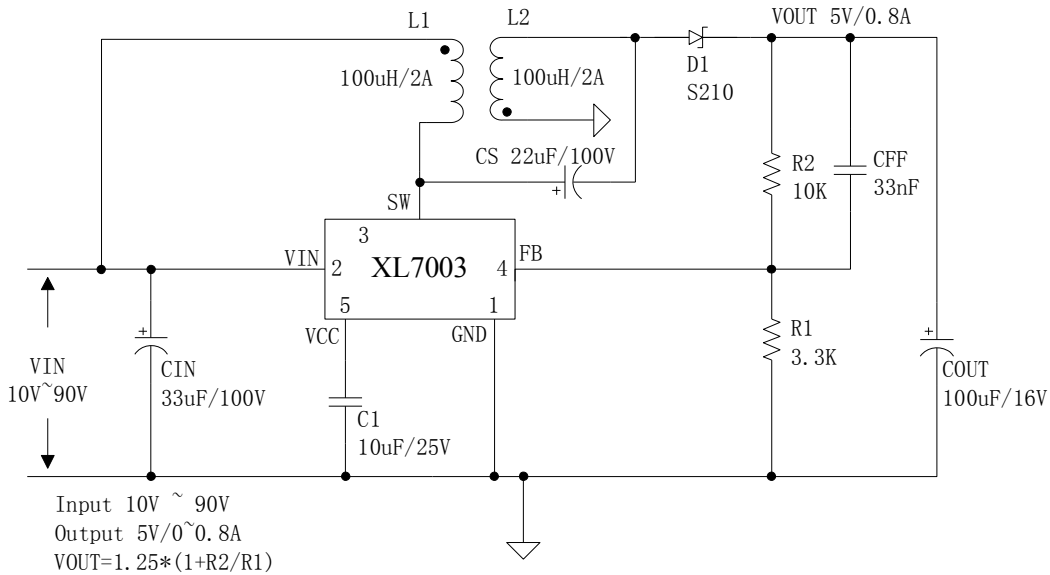 L1
L2
VOUT 5V/0.8A
100uH/2A
100uH/2A
D1
S210
CS 22uF/100V
+
R2
10K
CFF
33nF
SW
3
VIN
2
XL7003
4
FB
5
1
VCC
GND
+
VIN
10V~90V
CIN
33uF/100V
C1
10uF/25V
R1
3.3K
+
COUT
100uF/16V
Input 10V ~ 90V
Output 5V/0~0.8A
VOUT=1.25*(1+R2/R1)